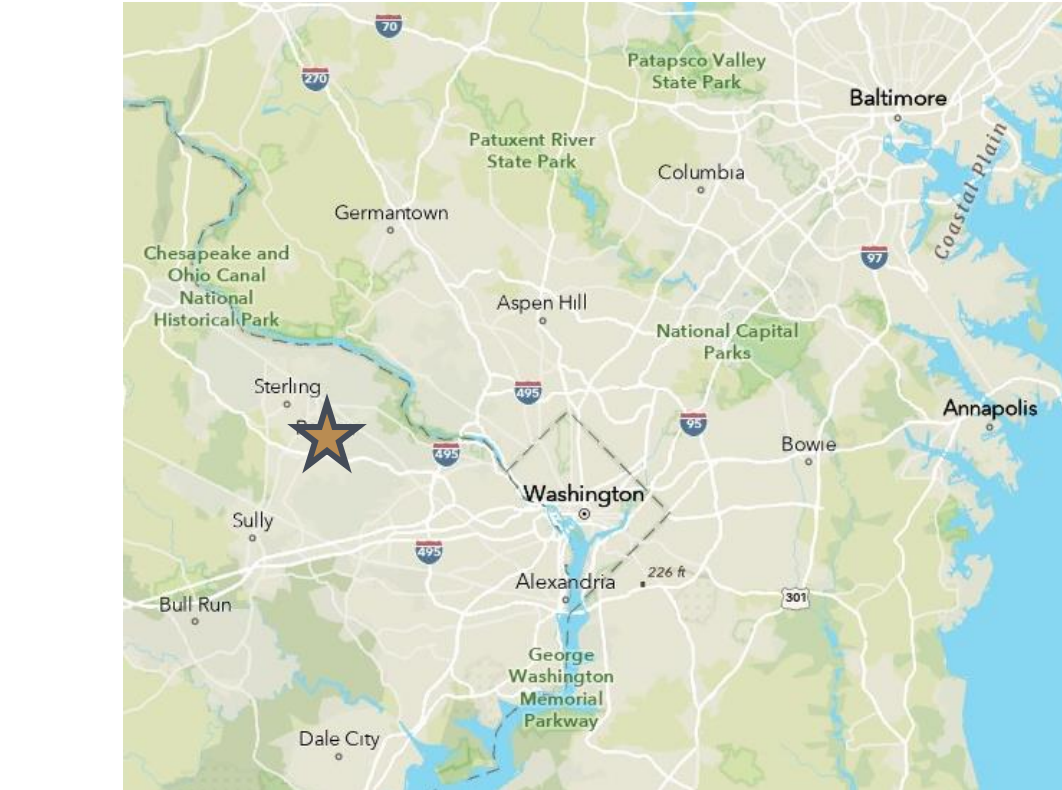 70
270
Patapsco Valley
State Park
Baltimore
Patuxent River
State Park
Columbia
Coastal Plain
Germantown
Chesapeake and
Ohio Canal
National
Historical Park
97
Aspen Hill
National Capital
Parks
Sterling
495
95
Annapolis
495
Bowie
Washington
Sully
495
Alexandria
226 ft
301
Bull Run
George
Washington
Memorial
Parkway
Dale City